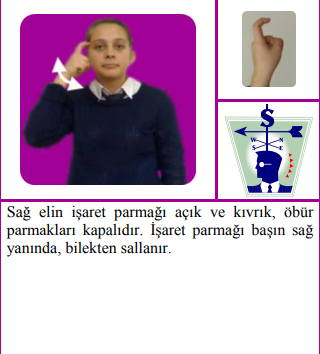 S
W N
S E
Sağ elin işaret parmağı açık ve kıvrık, öbür
parmakları kapalıdır. İşaret parmağı başın sağ
yanında, bilekten sallanır.